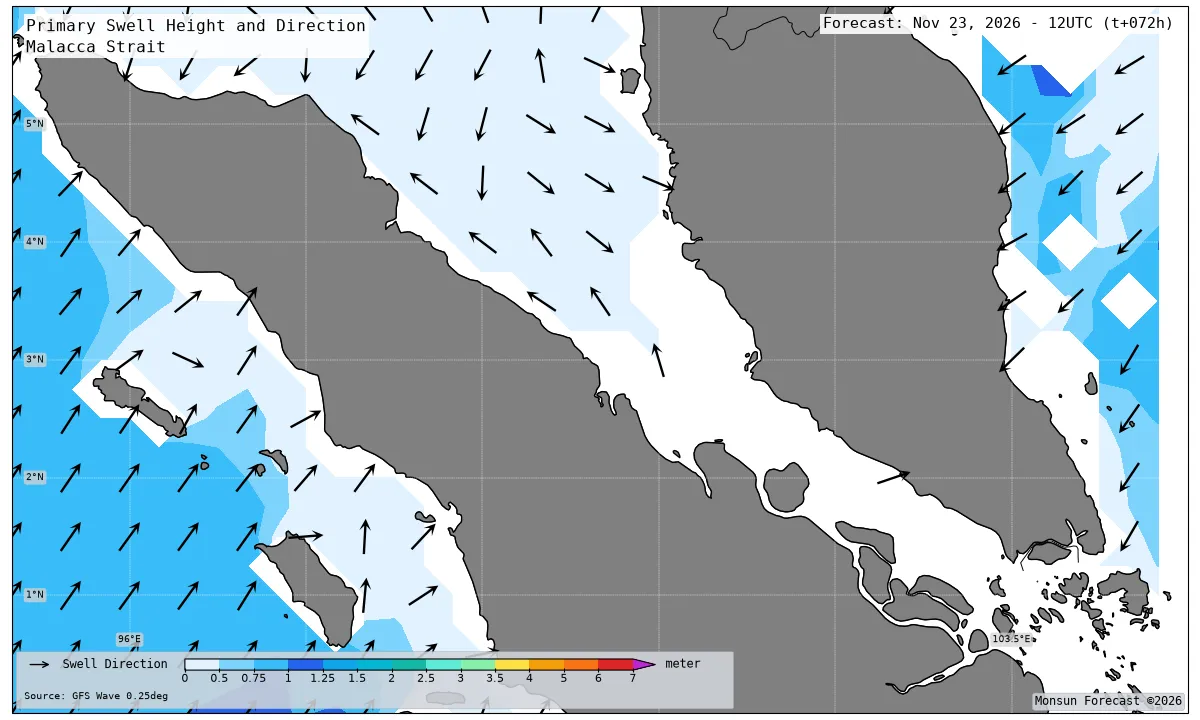 Primary Swell Height and Direction
Malacca Strait
Forecast: Nov 23, 2026 - 12UTC (t+072h)
5°N
4°N
3°N
2°N
1°N
96°E
103.5°E
Swell Direction
meter
0 0.5 0.75 1 1.25 1.5 2 2.5 3 3.5 4 5 6 7
Source: GFS Wave 0.25deg
Monsun Forecast ©2026